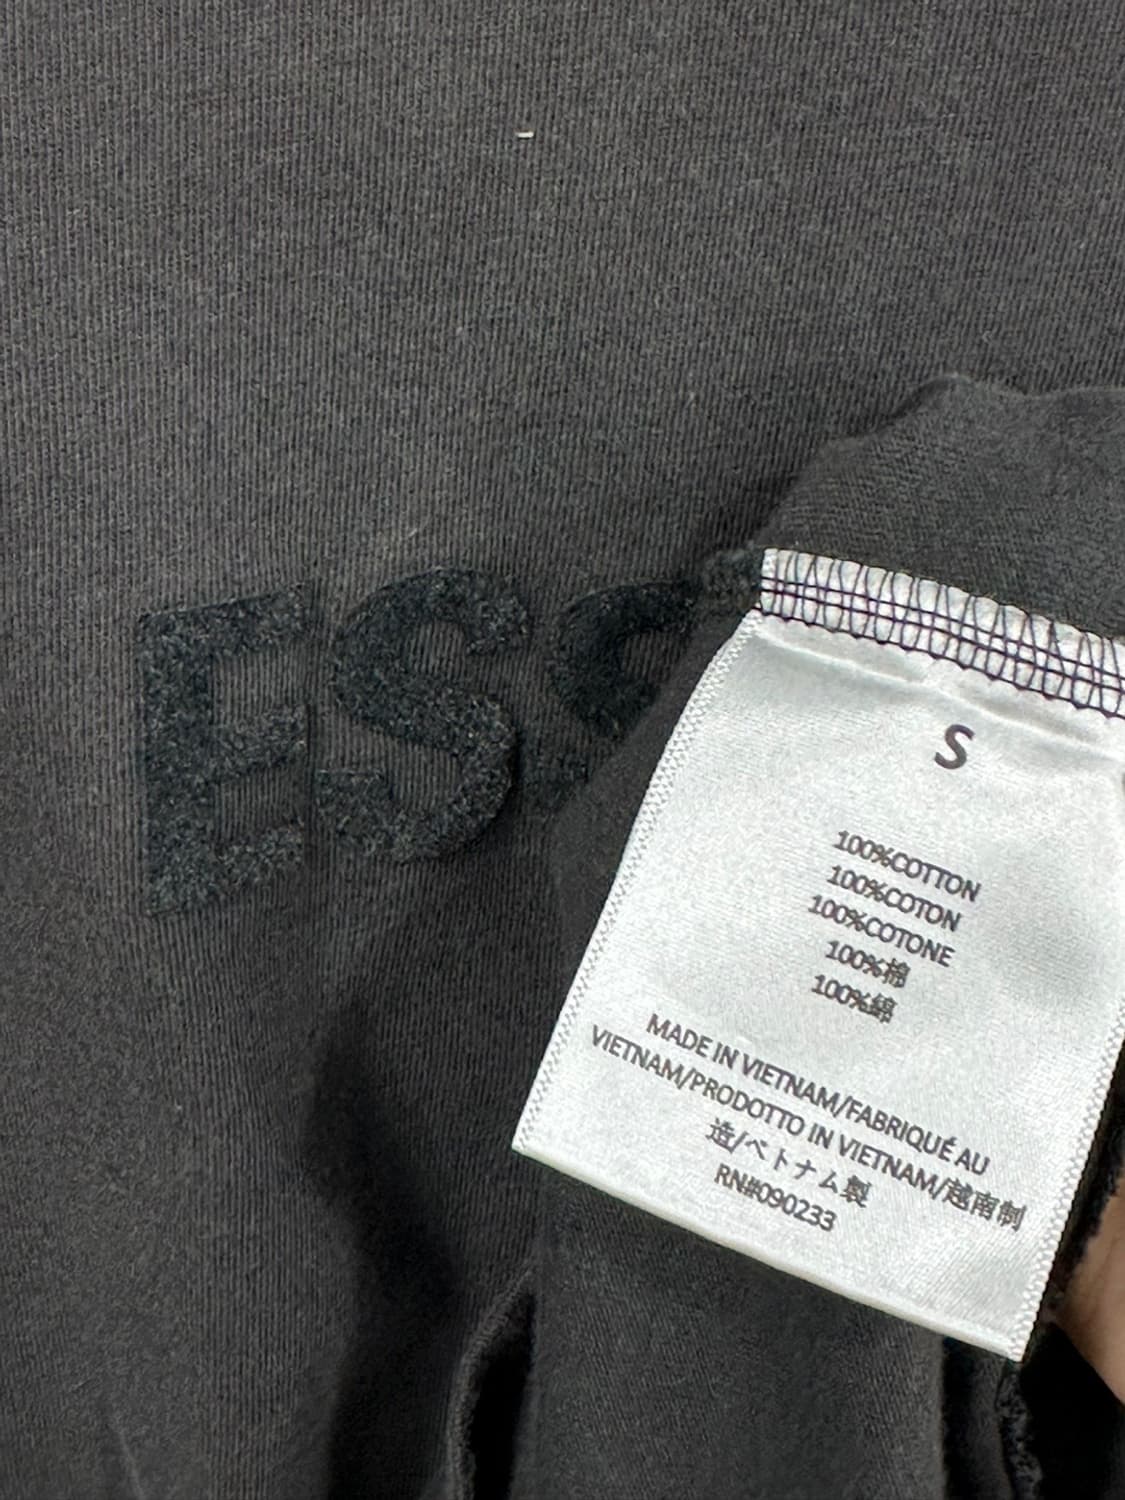 ESS
S
100%COTTON
100%COTON
100%COTONE
100%棉
100%綿
MADE IN VIETNAM/FABRIQUÉ AU
VIETNAM/PRODOTTO IN VIETNAM/越南制
造/ベトナム製
RN#090233